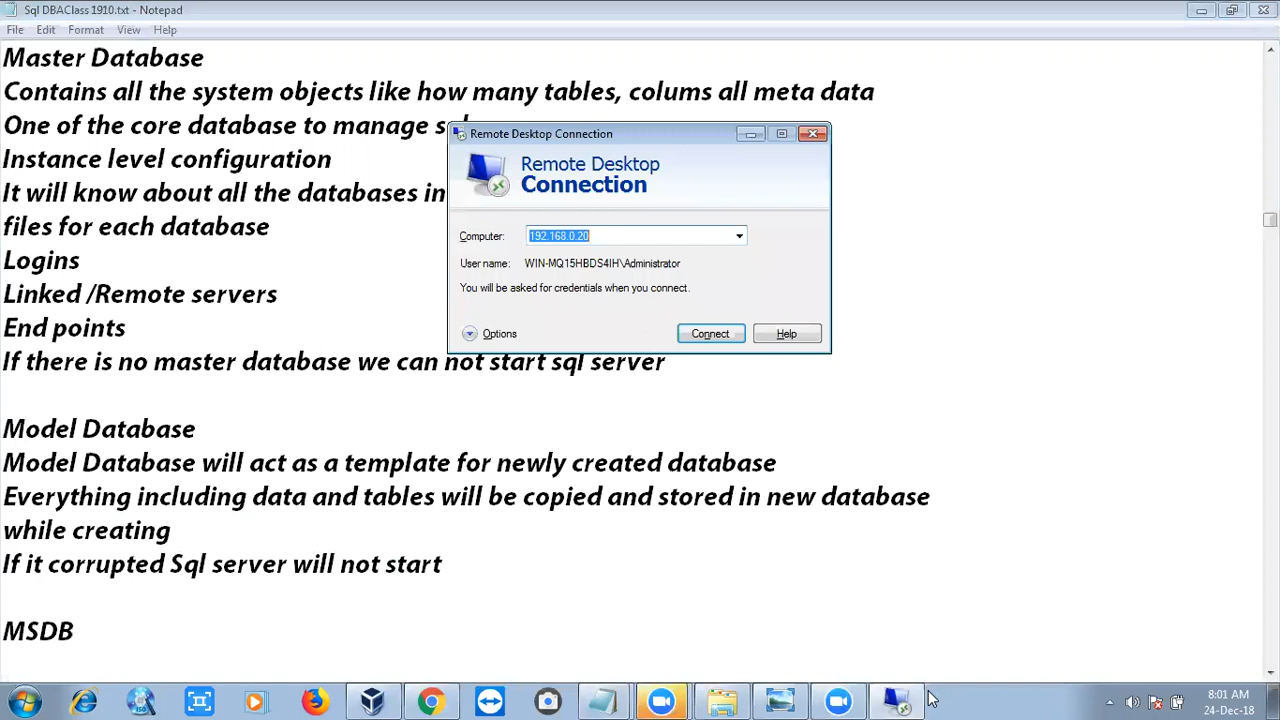 Sql DBAClass 1910.txt - Notepad
File Edit Format View Help
Master Database
Contains all the system objects like how many tables, colums all meta data
One of the core database to manage
Instance level configuration
It will know about all the databases in
files for each database
Logins
Linked /Remote servers
End points
If there is no master database we can not start sql server
Model Database
Model Database will act as a template for newly created database
Everything including data and tables will be copied and stored in new database
while creating
If it corrupted Sql server will not start
MSDB
Remote Desktop Connection
Remote Desktop
Connection
Computer: 192.168.0.20
User name: WIN-MQ15HBDS4IH\Administrator
You will be asked for credentials when you connect.
Options Connect Help
8:01 AM
24-Dec-18